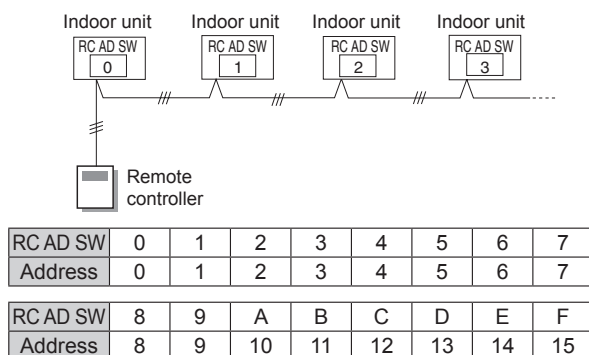 Indoor unit Indoor unit Indoor unit Indoor unit
RC AD SW RC AD SW RC AD SW RC AD SW
0 1 2 3
Remote
controller
RC AD SW 0 1 2 3 4 5 6 7
Address 0 1 2 3 4 5 6 7
RC AD SW 8 9 A B C D E F
Address 8 9 10 11 12 13 14 15